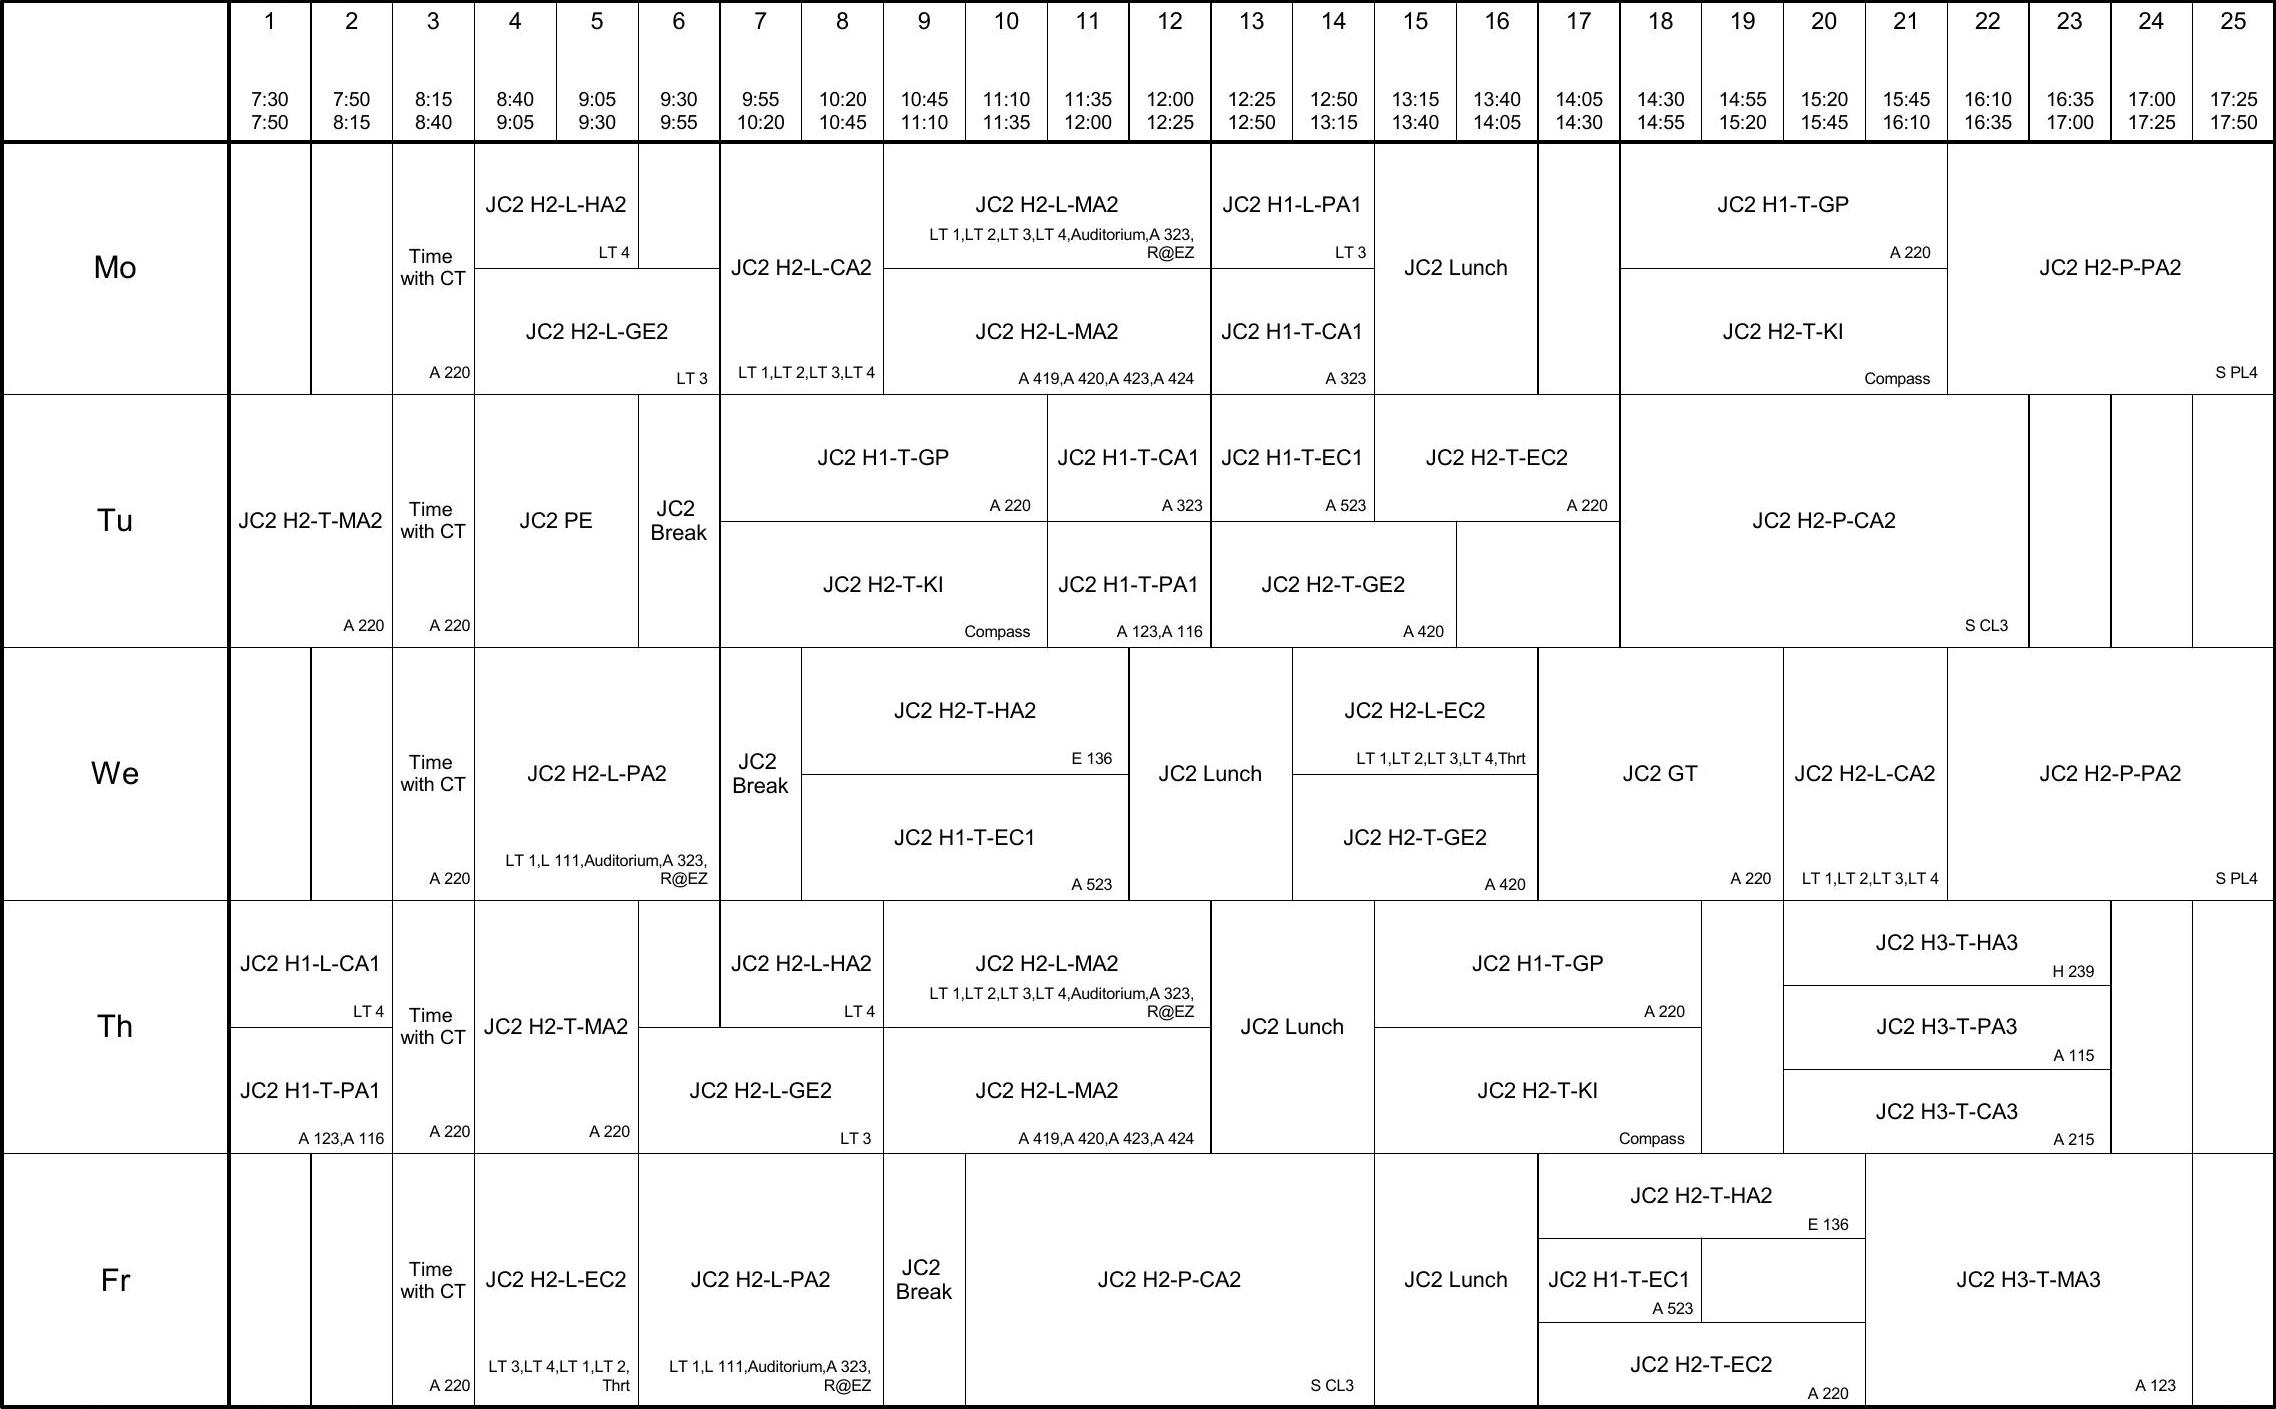 1 2 3 4 5 6 7 8 9 10 11 12 13 14 15 16 17 18 19 20 21 22 23 24 25
7:30 7:50 8:15 8:40 9:05 9:30 9:55 10:20 10:45 11:10 11:35 12:00 12:25 12:50 13:15 13:40 14:05 14:30 14:55 15:20 15:45 16:10 16:35 17:00 17:25
7:50 8:15 8:40 9:05 9:30 9:55 10:20 10:45 11:10 11:35 12:00 12:25 12:50 13:15 13:40 14:05 14:30 14:55 15:20 15:45 16:10 16:35 17:00 17:25 17:50
Mo
Time
with CT
A 220
JC2 H2-L-HA2
LT 4
JC2 H2-L-GE2
LT 3
JC2 H2-L-CA2
LT 1,LT 2,LT 3,LT 4
JC2 H2-L-MA2
LT 1,LT 2,LT 3,LT 4,Auditorium,A 323,
R@EZ
JC2 H2-L-MA2
A 419,A 420,A 423,A 424
JC2 H1-L-PA1
LT 3
JC2 H1-T-CA1
A 323
JC2 Lunch
JC2 H1-T-GP
A 220
JC2 H2-T-KI
Compass
JC2 H2-P-PA2
S PL4
Tu
JC2 H2-T-MA2
A 220
Time
with CT
A 220
JC2 PE
JC2
Break
JC2 H1-T-GP
A 220
JC2 H2-T-KI
Compass
JC2 H1-T-CA1
A 323
JC2 H1-T-PA1
A 123,A 116
JC2 H1-T-EC1
A 523
JC2 H2-T-EC2
A 220
JC2 H2-T-GE2
A 420
JC2 H2-P-CA2
S CL3
We
Time
with CT
A 220
JC2 H2-L-PA2
LT 1,L 111,Auditorium,A 323,
R@EZ
JC2
Break
JC2 H2-T-HA2
E 136
JC2 H1-T-EC1
A 523
JC2 Lunch
JC2 H2-L-EC2
LT 1,LT 2,LT 3,LT 4,Thrt
JC2 H2-T-GE2
A 420
JC2 GT
A 220
JC2 H2-L-CA2
LT 1,LT 2,LT 3,LT 4
JC2 H2-P-PA2
S PL4
Th
JC2 H1-L-CA1
LT 4
JC2 H1-T-PA1
A 123,A 116
Time
with CT
A 220
JC2 H2-T-MA2
A 220
JC2 H2-L-HA2
LT 4
JC2 H2-L-GE2
LT 3
JC2 H2-L-MA2
LT 1,LT 2,LT 3,LT 4,Auditorium,A 323,
R@EZ
JC2 H2-L-MA2
A 419,A 420,A 423,A 424
JC2 Lunch
JC2 H1-T-GP
A 220
JC2 H2-T-KI
Compass
JC2 H3-T-HA3
H 239
JC2 H3-T-PA3
A 115
JC2 H3-T-CA3
A 215
Fr
Time
with CT
A 220
JC2 H2-L-EC2
LT 3,LT 4,LT 1,LT 2,
Thrt
JC2 H2-L-PA2
LT 1,L 111,Auditorium,A 323,
R@EZ
JC2
Break
JC2 H2-P-CA2
S CL3
JC2 Lunch
JC2 H2-T-HA2
E 136
JC2 H1-T-EC1
A 523
JC2 H2-T-EC2
A 220
JC2 H3-T-MA3
A 123